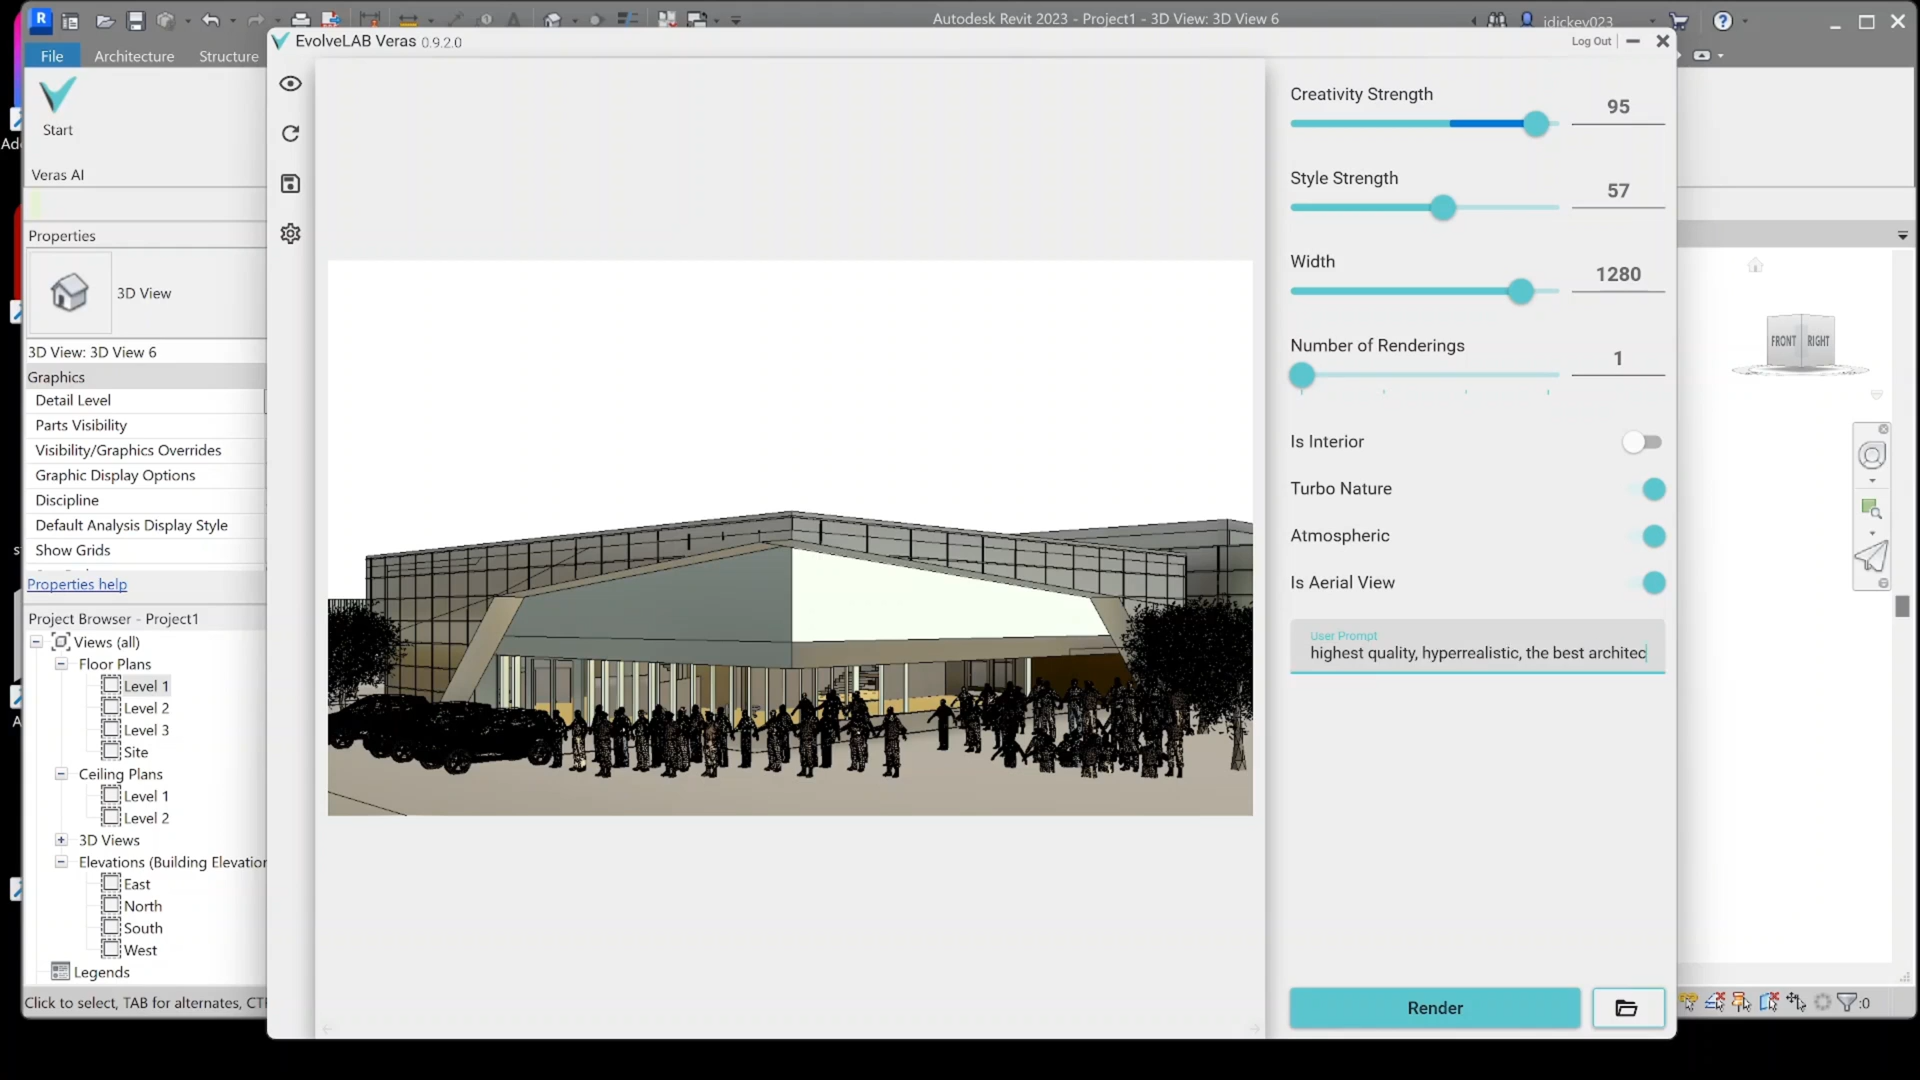 Autodesk Revit 2023 - Project1 - 3D View: 3D View 6
idickey023
File
Architecture
Structure
EvolveLAB Veras 0.9.2.0
Log Out
Start
Veras AI
Properties
3D View
3D View: 3D View 6
Graphics
Detail Level
Parts Visibility
Visibility/Graphics Overrides
Graphic Display Options
Discipline
Default Analysis Display Style
Show Grids
Properties help
Project Browser - Project1
Views (all)
Floor Plans
Level 1
Level 2
Level 3
Site
Ceiling Plans
Level 1
Level 2
3D Views
Elevations (Building Elevation
East
North
South
West
Legends
Click to select, TAB for alternates, CT
Creativity Strength
95
Style Strength
57
Width
1280
Number of Renderings
1
Is Interior
Turbo Nature
Atmospheric
Is Aerial View
User Prompt
highest quality, hyperrealistic, the best architec
Render
FRONT RIGHT
:0